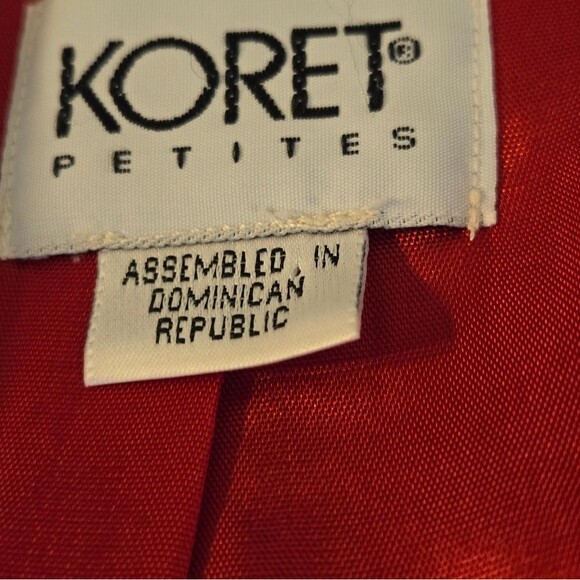 KORET®
PETITES
ASSEMBLED IN
DOMINICAN
REPUBLIC